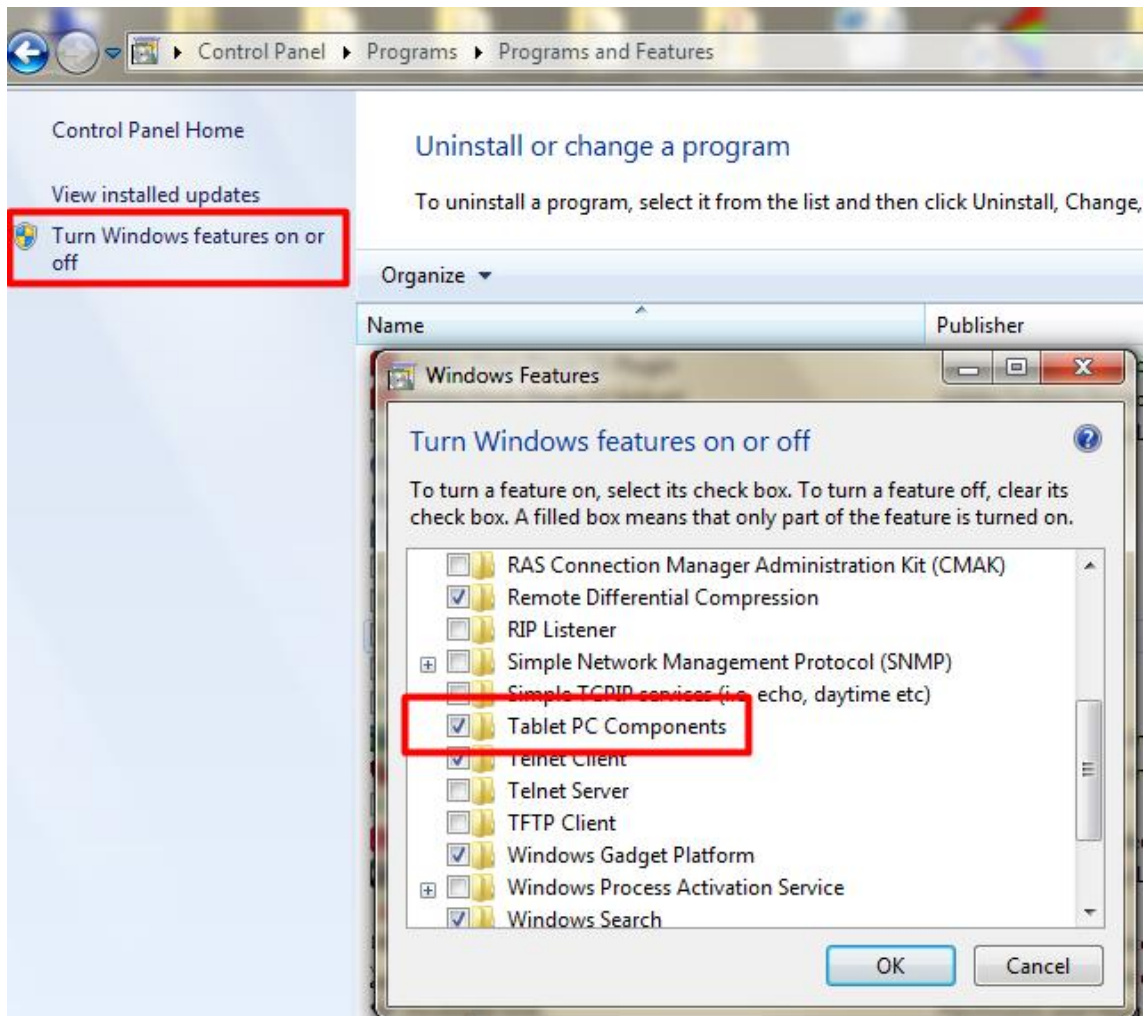 Control Panel Programs Programs and Features
Control Panel Home
View installed updates
Turn Windows features on or
off
Uninstall or change a program
To uninstall a program, select it from the list and then click Uninstall, Change,
Organize
Name Publisher
Windows Features
Turn Windows features on or off
To turn a feature on, select its check box. To turn a feature off, clear its
check box. A filled box means that only part of the feature is turned on.
RAS Connection Manager Administration Kit (CMAK)
Remote Differential Compression
RIP Listener
Simple Network Management Protocol (SNMP)
Simple TCPIP services (i.e. echo, daytime etc)
Tablet PC Components
Telnet Client
Telnet Server
TFTP Client
Windows Gadget Platform
Windows Process Activation Service
Windows Search
OK Cancel